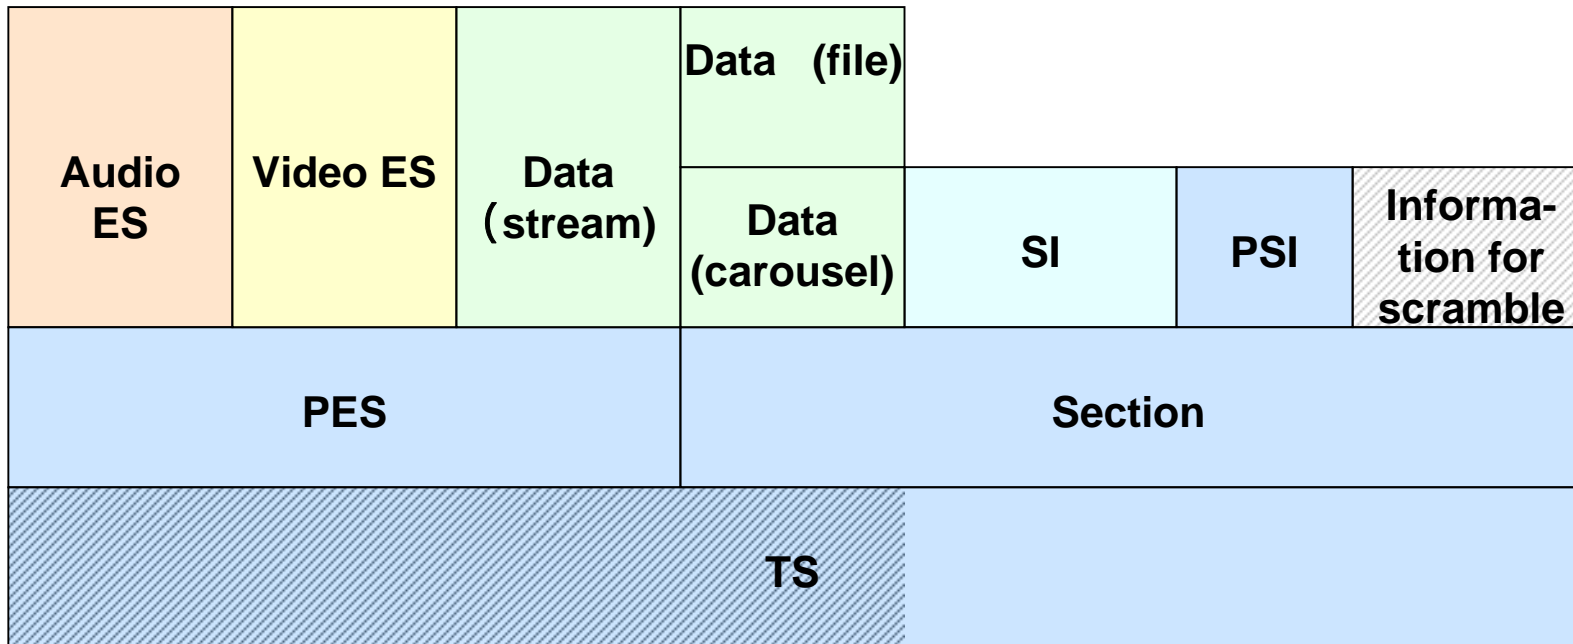 Audio
ES
Video ES
Data
（stream)
Data (file)
Data
(carousel)
SI
PSI
Informa-
tion for
scramble
PES
Section
TS